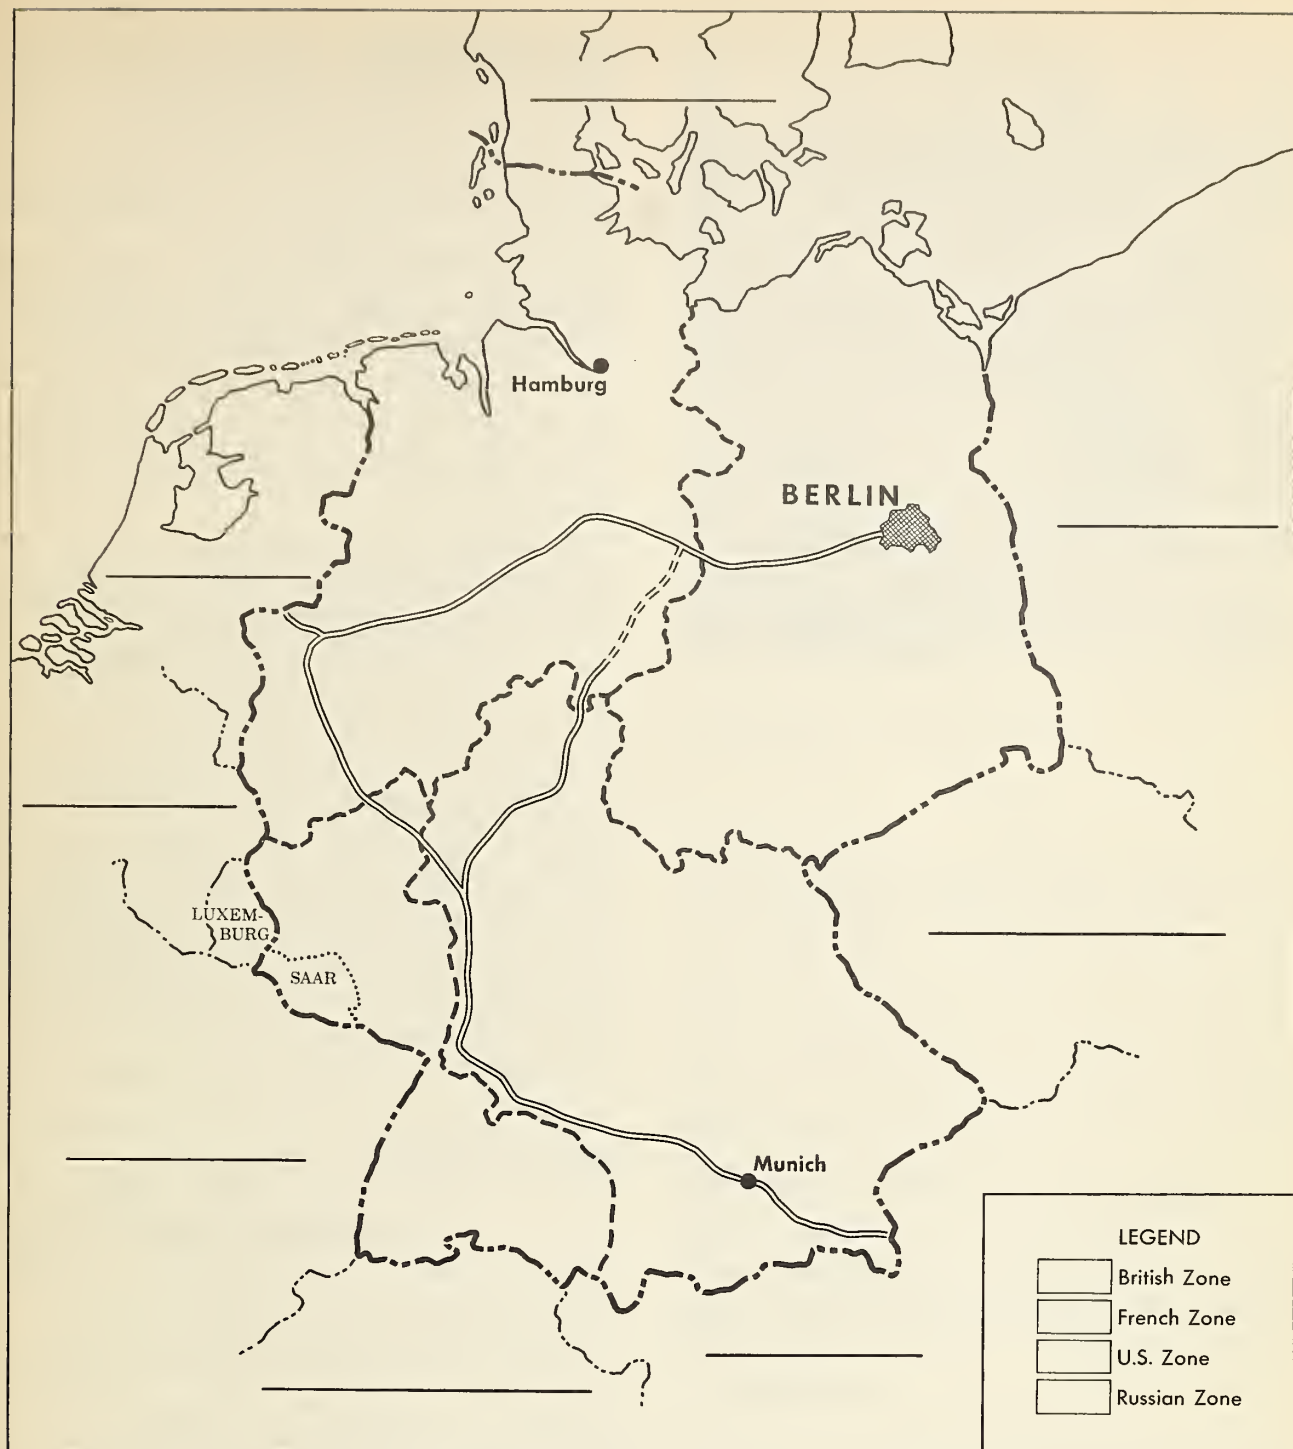 Hamburg
BERLIN
LUXEM-
BURG
SAAR
Munich
LEGEND
British Zone
French Zone
U.S. Zone
Russian Zone